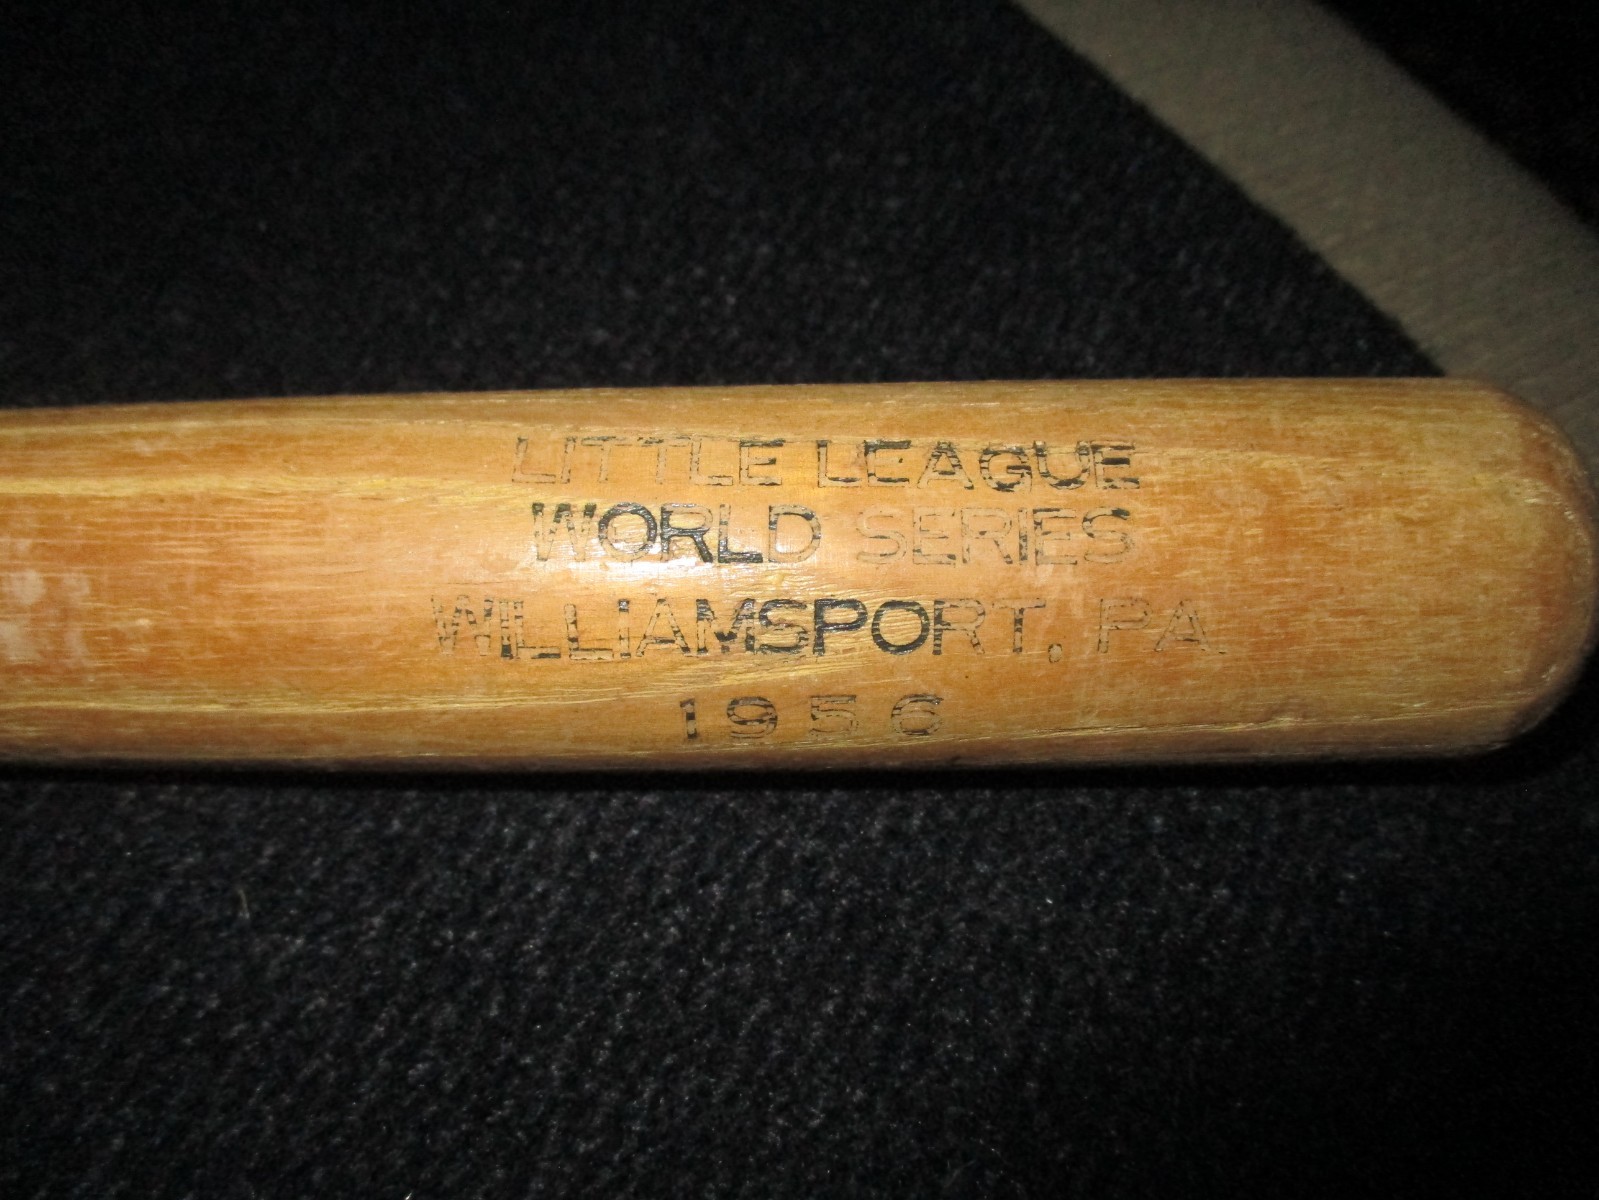 LITTLE LEAGUE
WORLD SERIES
WILLIAMSPORT, PA.
1956